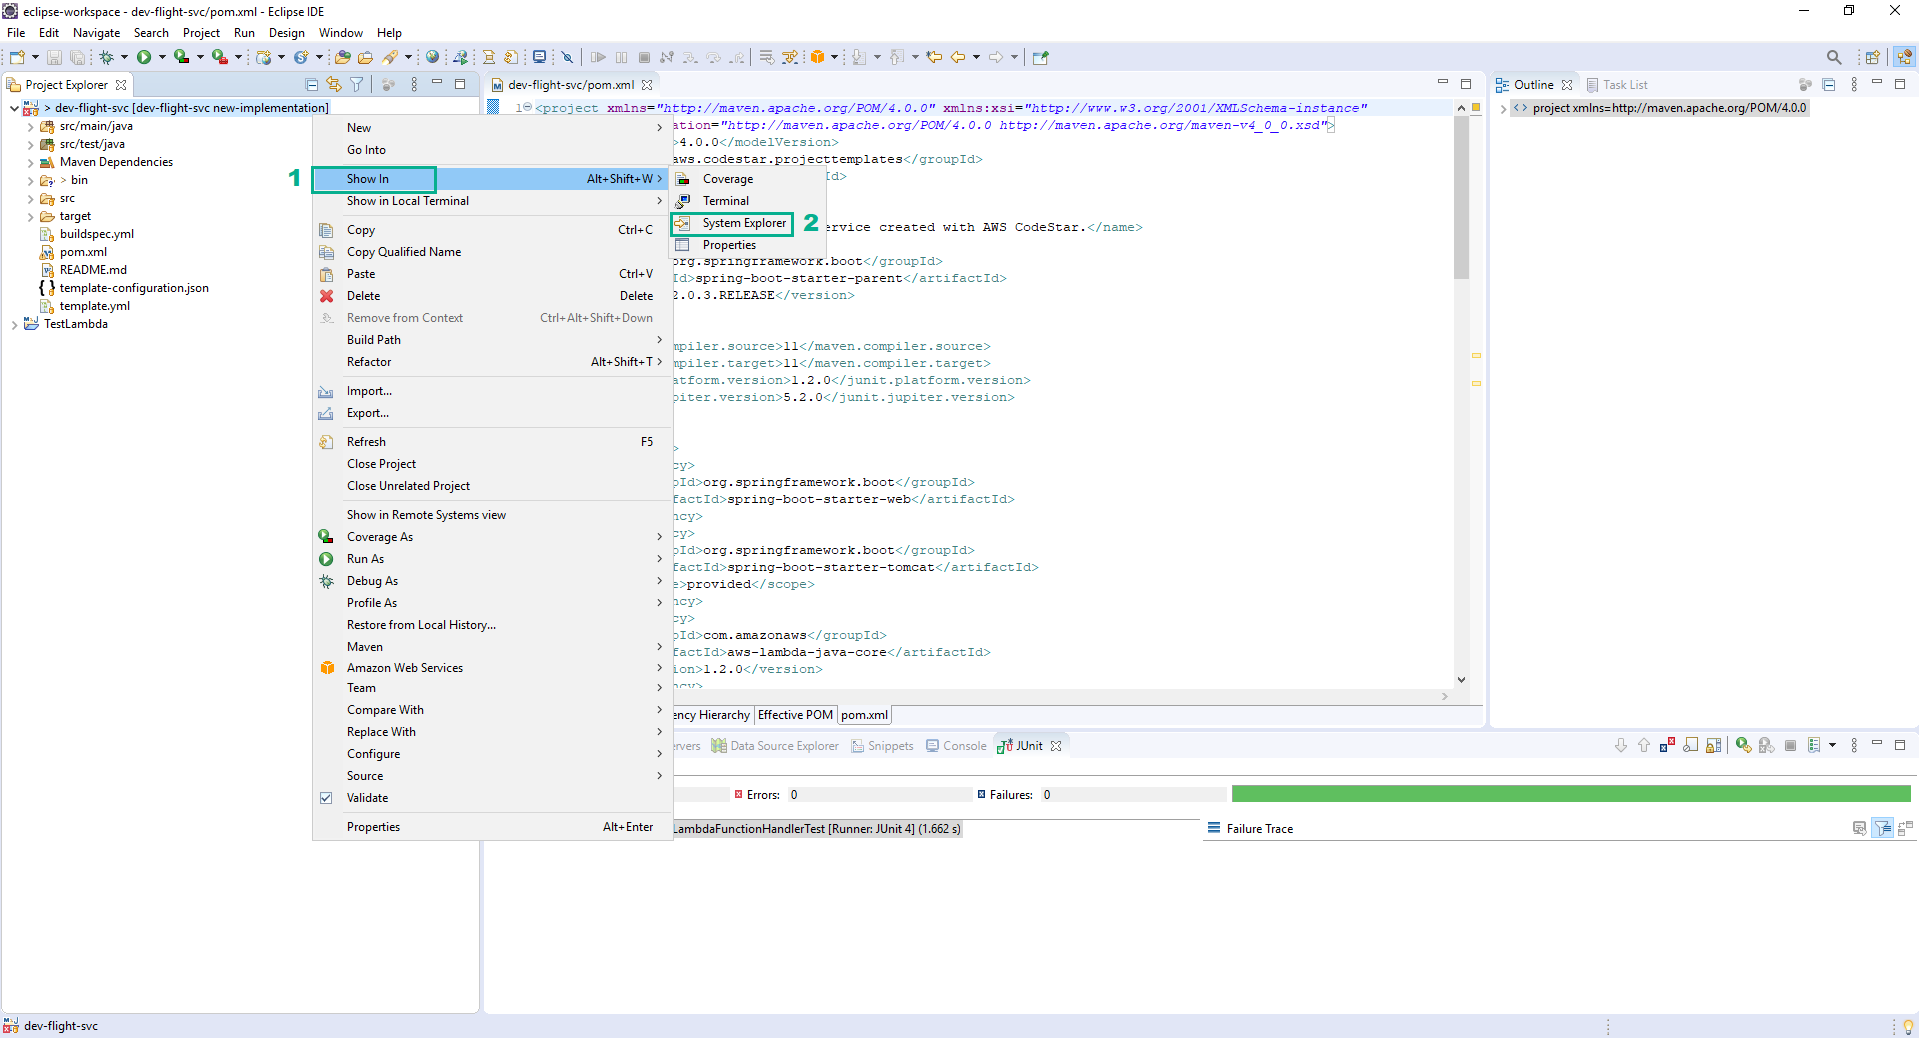 eclipse-workspace - dev-flight-svc/pom.xml - Eclipse IDE
File Edit Navigate Search Project Run Design Window Help
Project Explorer
> dev-flight-svc [dev-flight-svc new-implementation]
src/main/java
src/test/java
Maven Dependencies
> bin
src
target
buildspec.yml
pom.xml
README.md
template-configuration.json
template.yml
TestLambda
1
New
Go Into
Show In Alt+Shift+W >
Show in Local Terminal
Copy Ctrl+C
Copy Qualified Name
Paste Ctrl+V
Delete Delete
Remove from Context Ctrl+Alt+Shift+Down
Build Path
Refactor Alt+Shift+T >
Import...
Export...
Refresh F5
Close Project
Close Unrelated Project
Show in Remote Systems view
Coverage As
Run As
Debug As
Profile As
Restore from Local History...
Maven
Amazon Web Services
Team
Compare With
Replace With
Configure
Source
Validate
Properties Alt+Enter
Coverage
Terminal
System Explorer 2
Properties
dev-flight-svc/pom.xml
1 <project xmlns="http://maven.apache.org/POM/4.0.0" xmlns:xsi="http://www.w3.org/2001/XMLSchema-instance"
ation="http://maven.apache.org/POM/4.0.0 http://maven.apache.org/maven-v4_0_0.xsd">
>4.0.0</modelVersion>
aws.codestar.projecttemplates</groupId>
Id>
ervice created with AWS CodeStar.</name>
org.springframework.boot</groupId>
Id>spring-boot-starter-parent</artifactId>
2.0.3.RELEASE</version>
mpiler.source>11</maven.compiler.source>
mpiler.target>11</maven.compiler.target>
atform.version>1.2.0</junit.platform.version>
piter.version>5.2.0</junit.jupiter.version>
>
cy>
pId>org.springframework.boot</groupId>
factId>spring-boot-starter-web</artifactId>
ncy>
cy>
pId>org.springframework.boot</groupId>
factId>spring-boot-starter-tomcat</artifactId>
e>provided</scope>
ncy>
cy>
pId>com.amazonaws</groupId>
factId>aws-lambda-java-core</artifactId>
ion>1.2.0</version>
ncy>
ency Hierarchy Effective POM pom.xml
Outline Task List
project xmlns=http://maven.apache.org/POM/4.0.0
ervers Data Source Explorer Snippets Console JUnit
Errors: 0 Failures: 0
LambdaFunctionHandlerTest [Runner: JUnit 4] (1.662 s)
Failure Trace
dev-flight-svc